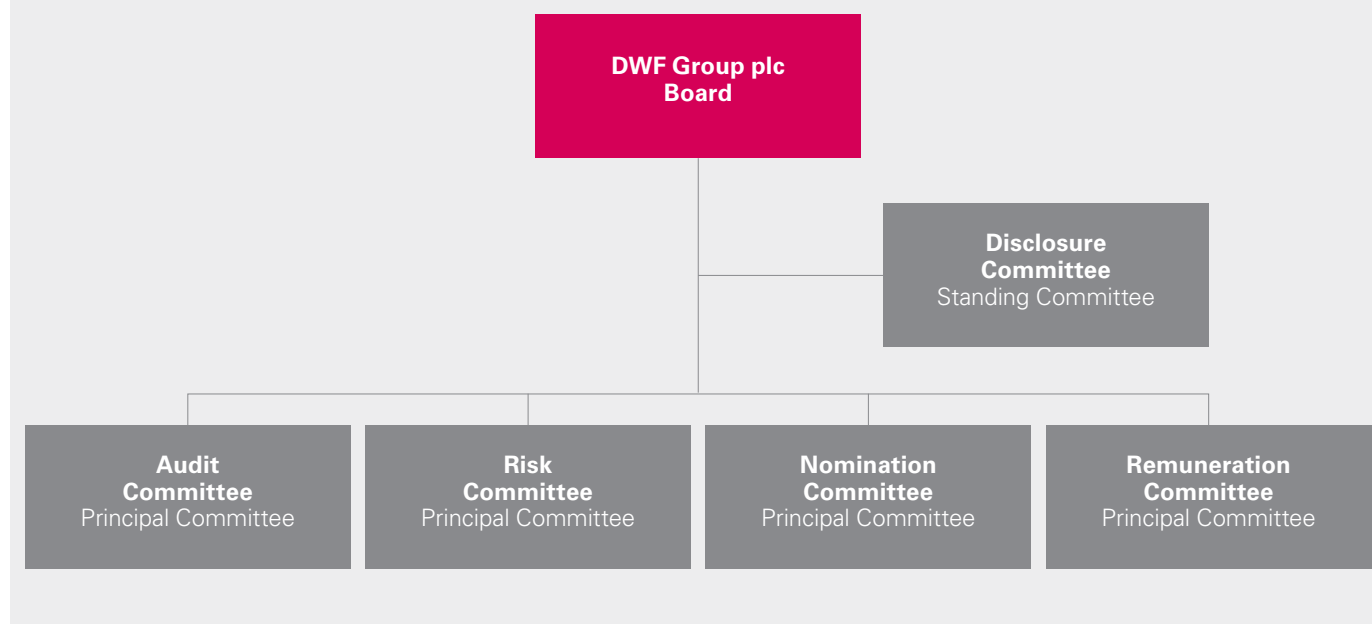 DWF Group plc
Board
Disclosure
Committee
Standing Committee
Audit
Committee
Principal Committee
Risk
Committee
Principal Committee
Nomination
Committee
Principal Committee
Remuneration
Committee
Principal Committee